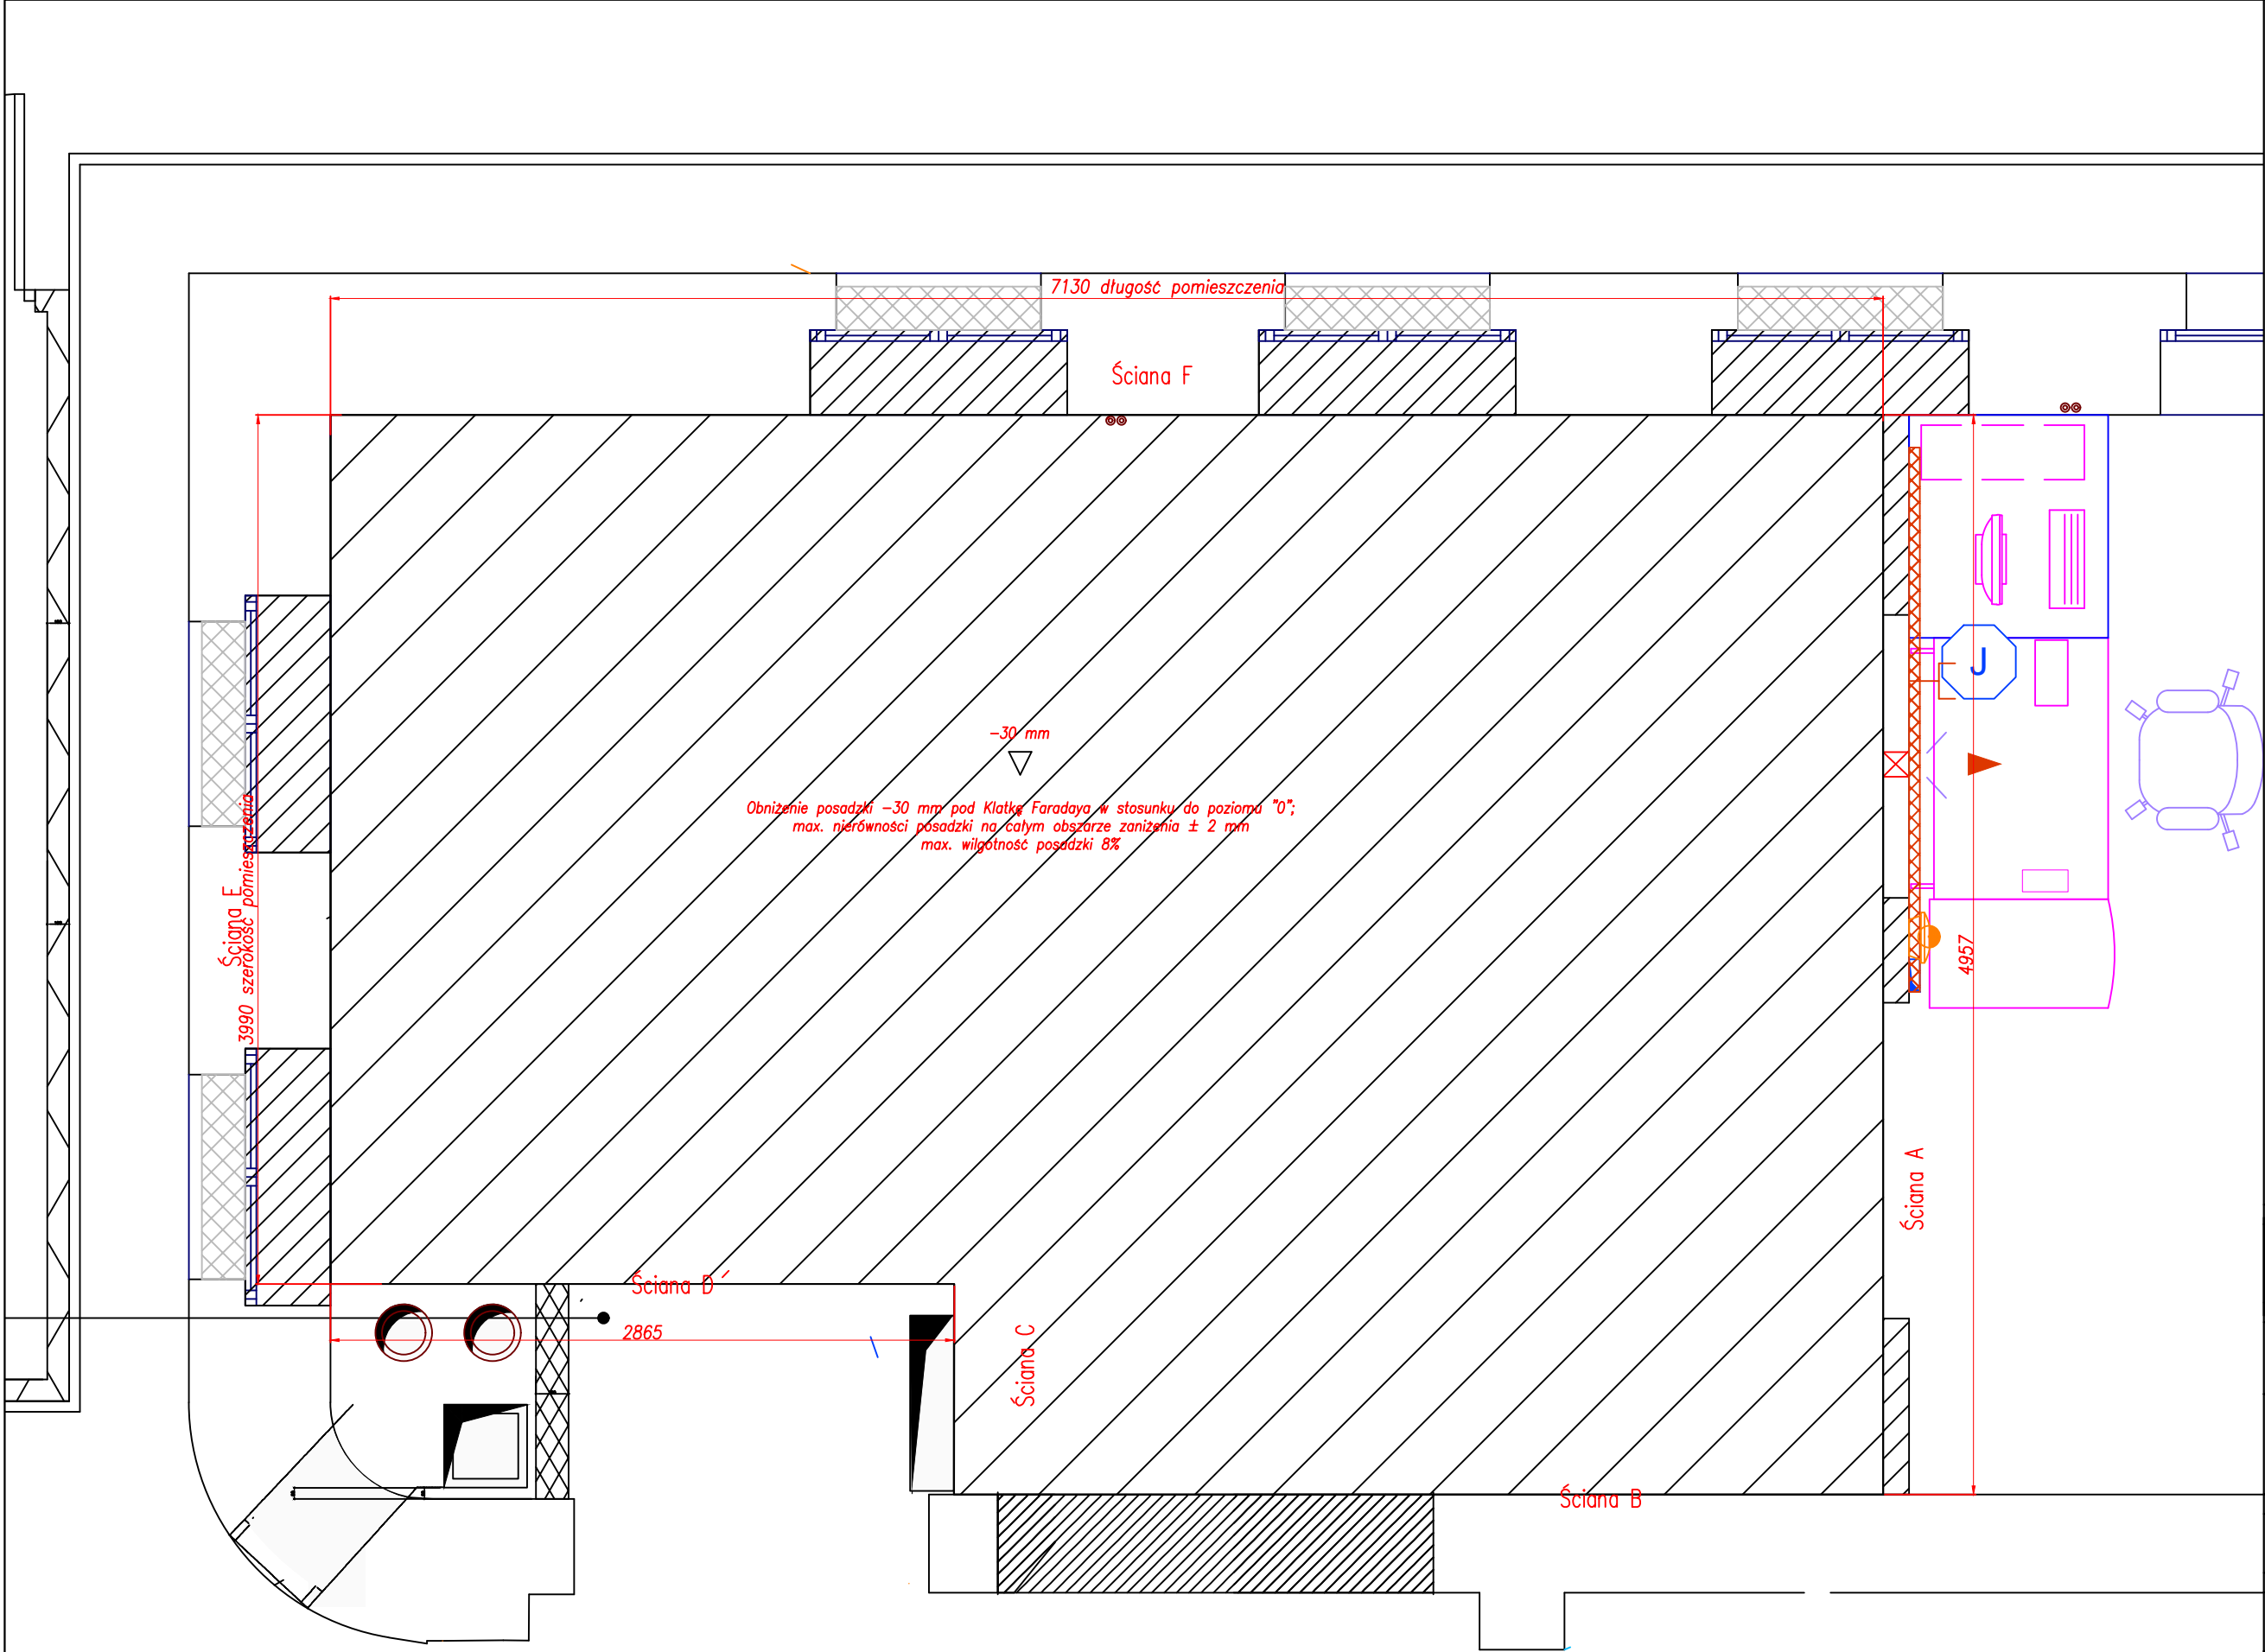 7130 długość pomieszczenia
Ściana F
J
-30 mm
Obniżenie posadzki -30 mm pod Klatkę Faradaya w stosunku do poziomu "0";
max. nierówności posadzki na całym obszarze zaniżenia ± 2 mm
max. wilgotność posadzki 8%
Ściana E
3990 szerokość pomieszczenia
4957
Ściana A
Ściana D
2865
Ściana C
Ściana B